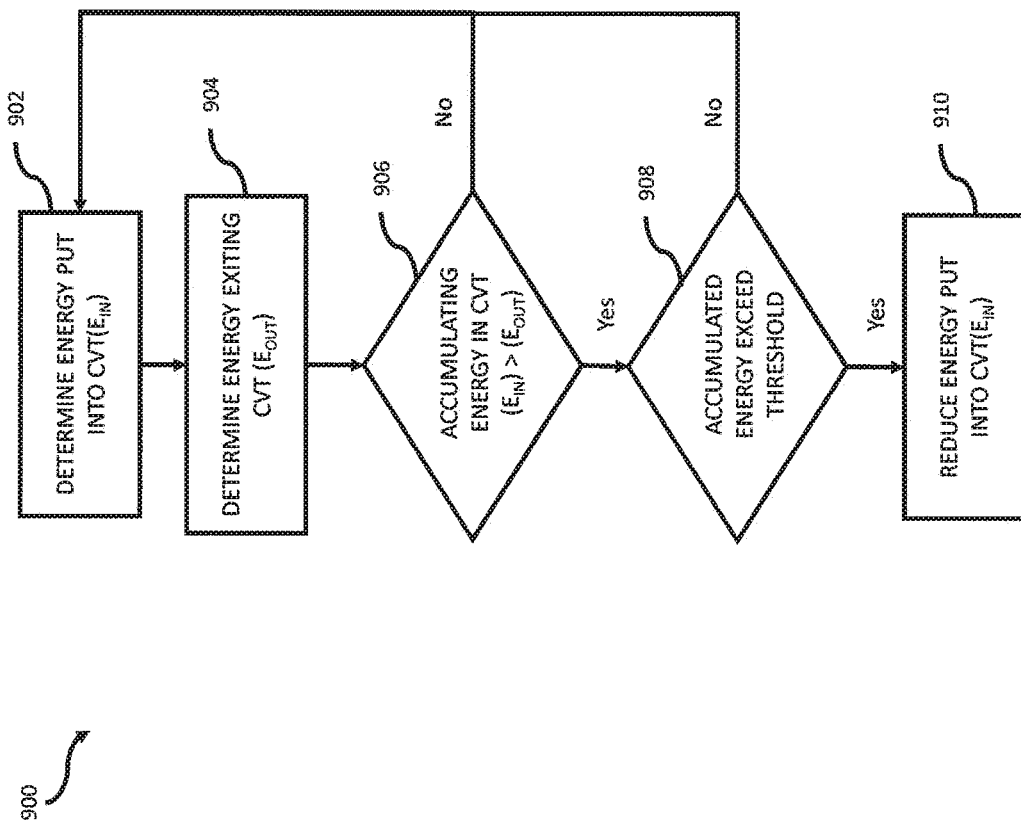 900
902
DETERMINE ENERGY PUT
INTO CVT(E_IN)
904
DETERMINE ENERGY EXITING
CVT (E_OUT)
906
ACCUMULATING
ENERGY IN CVT
(E_IN) > (E_OUT)
No
Yes
908
ACCUMULATED
ENERGY EXCEED
THRESHOLD
No
Yes
910
REDUCE ENERGY PUT
INTO CVT(E_IN)